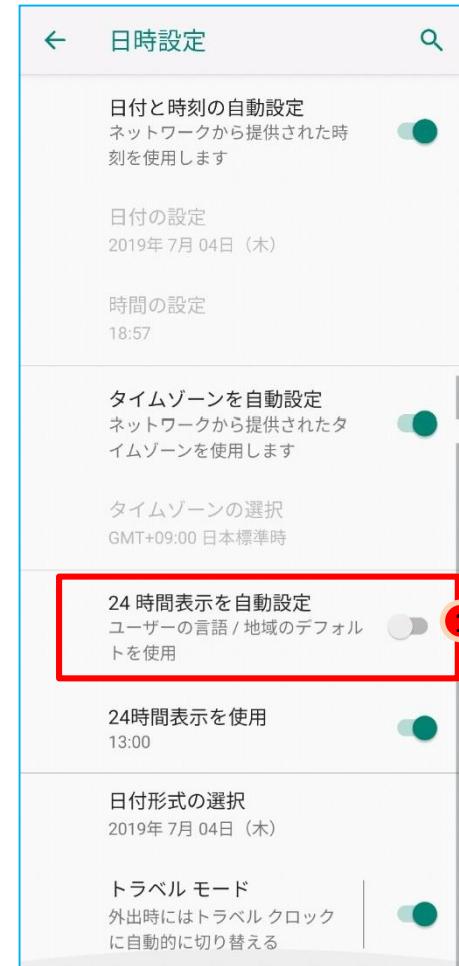 日時設定
日付と時刻の自動設定
ネットワークから提供された時
刻を使用します
日付の設定
2019年 7月 04日（木）
時間の設定
18:57
タイムゾーンを自動設定
ネットワークから提供されたタ
イムゾーンを使用します
タイムゾーンの選択
GMT+09:00 日本標準時
24 時間表示を自動設定
ユーザーの言語 / 地域のデフォル
トを使用
24時間表示を使用
13:00
日付形式の選択
2019年 7月 04日（木）
トラベル モード
外出時にはトラベル クロック
に自動的に切り替える